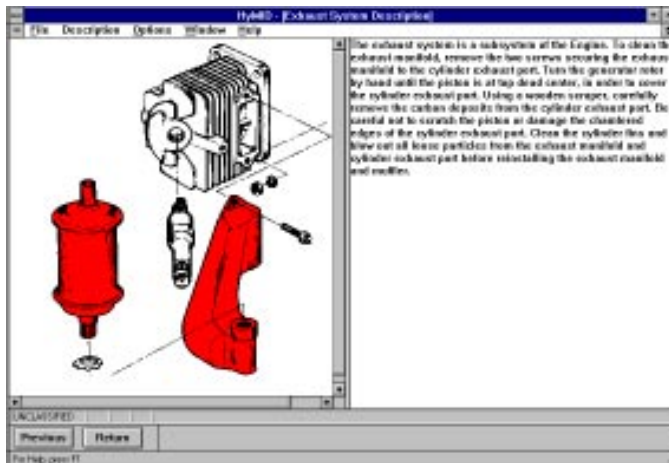 HyMID - [Exhaust System Description]
File Description Options Window Help
The exhaust system is a subsystem of the Engine. To clean th
exhaust manifold, remove the two screws securing the exhaus
manifold to the cylinder exhaust port. Turn the generator rotor
by hand until the piston is at top dead center, in order to cover
the cylinder exhaust port. Using a wooden scraper, carefully
remove the carbon deposits from the cylinder exhaust port. Be
careful not to scratch the piston or damage the chambered
edges of the cylinder exhaust port. Clean the cylinder fins and
blow out all loose particles from the exhaust manifold and
cylinder exhaust port before reinstalling the exhaust manifold
and muffler.
UNCLASSIFIED
Previous Return
For Help, press F1